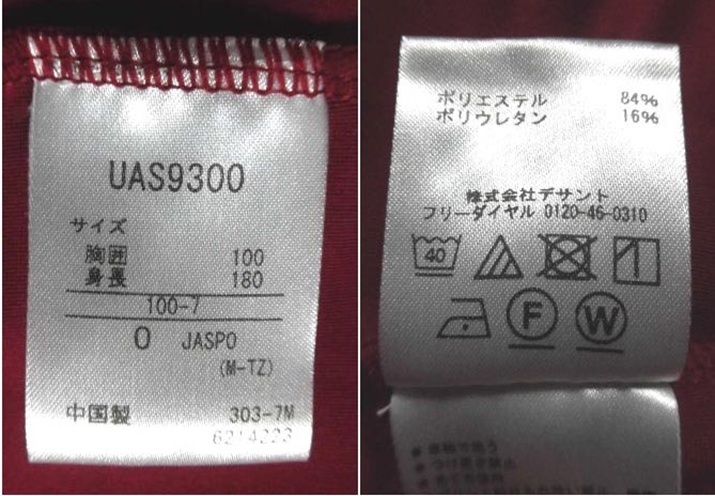 UAS9300
サイズ
胸囲 100
身長 180
100-7
O JASPO
(M-TZ)
中国製 303-7M
6214223
ポリエステル 84%
ポリウレタン 16%
株式会社デサント
フリーダイヤル 0120-46-0310
40
F W